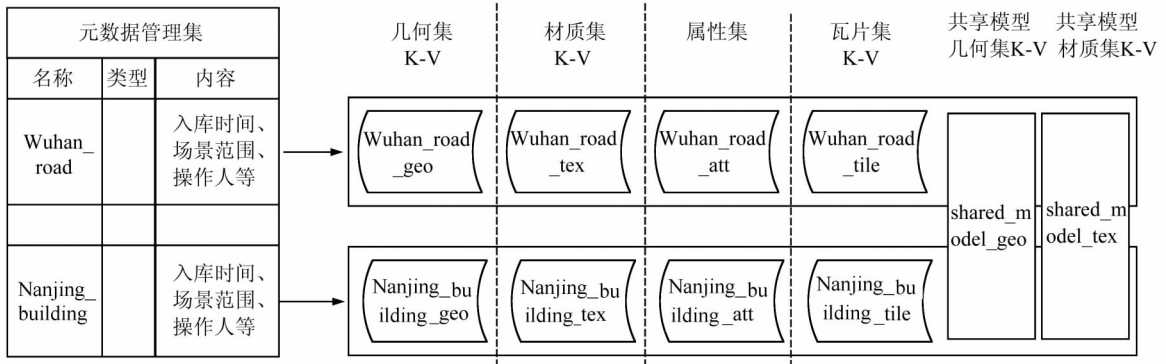 元数据管理集
名称
类型
内容
Wuhan_
road
入库时间、
场景范围、
操作人等
Nanjing_
building
入库时间、
场景范围、
操作人等
几何集
K-V
材质集
K-V
属性集
瓦片集
K-V
共享模型
几何集K-V
共享模型
材质集K-V
Wuhan_road
_geo
Wuhan_road
_tex
Wuhan_road
_att
Wuhan_road
_tile
Nanjing_bu
ilding_geo
Nanjing_bu
ilding_tex
Nanjing_bu
ilding_att
Nanjing_bu
ilding_tile
shared_m
odel_geo
shared_m
odel_tex